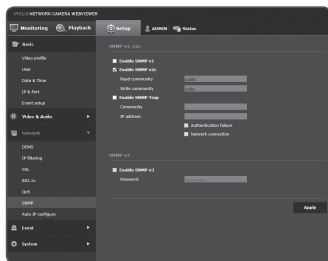 iPOLiS NETWORK CAMERA WEBVIEWER
Monitoring
Playback
Setup
ADMIN
Status
Basic
Video profile
User
Date & Time
IP & Port
Event setup
Video & Audio
Network
DDNS
IP filtering
SSL
802.1x
QoS
SNMP
Auto IP configure
Event
System
SNMP v1, v2c
Enable SNMP v1
Enable SNMP v2c
Read community
public
Write community
write
Enable SNMP Trap
Community
IP address
Authentication failure
Network connection
SNMP v3
Enable SNMP v3
Password
Apply